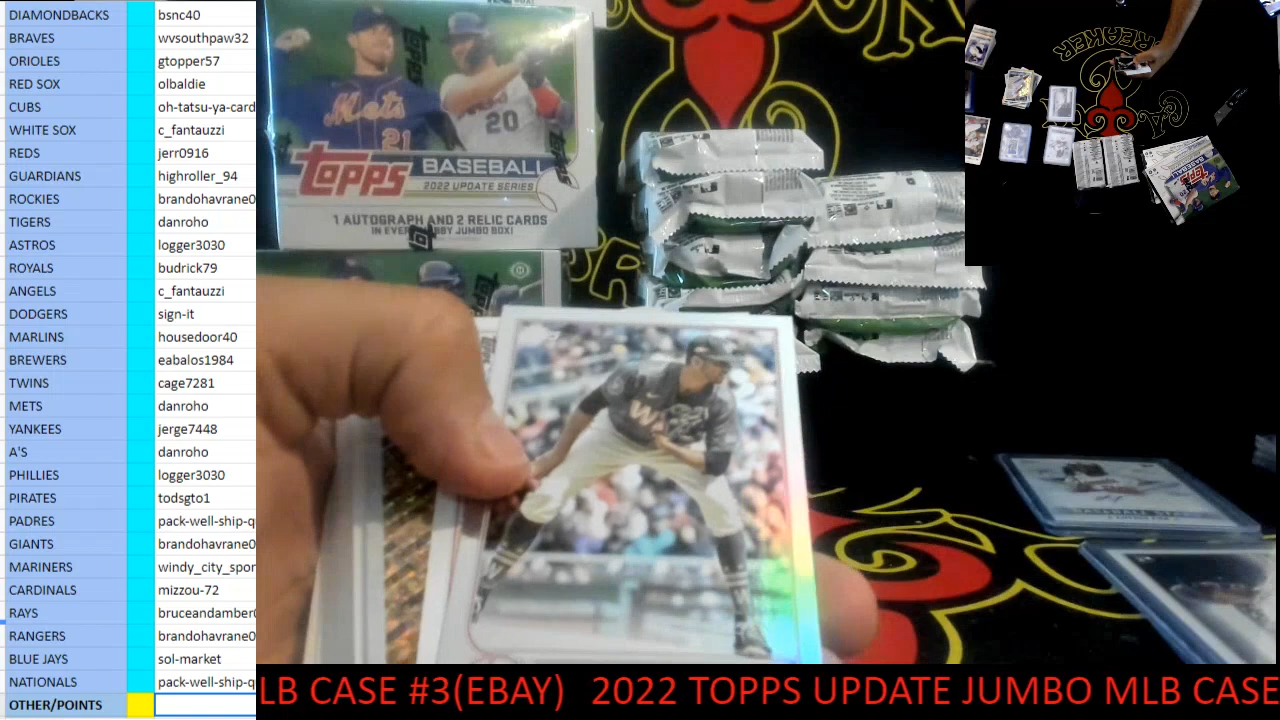 DIAMONDBACKS bsnc40
BRAVES wvsouthpaw32
ORIOLES gtopper57
RED SOX olbaldie
CUBS oh-tatsu-ya-card
WHITE SOX c_fantauzzi
REDS jerr0916
GUARDIANS highroller_94
ROCKIES brandohavrane0
TIGERS danroho
ASTROS logger3030
ROYALS budrick79
ANGELS c_fantauzzi
DODGERS sign-it
MARLINS housedoor40
BREWERS eabalos1984
TWINS cage7281
METS danroho
YANKEES jerge7448
A'S danroho
PHILLIES logger3030
PIRATES todsgto1
PADRES pack-well-ship-q
GIANTS brandohavrane0
MARINERS windy_city_spor
CARDINALS mizzou-72
RAYS bruceandamber
RANGERS brandohavrane0
BLUE JAYS sol-market
NATIONALS pack-well-ship-q
OTHER/POINTS
Mets
21
20
TOPPS
BASEBALL
2022 UPDATE SERIES
1 AUTOGRAPH AND 2 RELIC CARDS
IN EVERY HOBBY JUMBO BOX!
BREAKER
LB CASE #3(EBAY) 2022 TOPPS UPDATE JUMBO MLB CASE